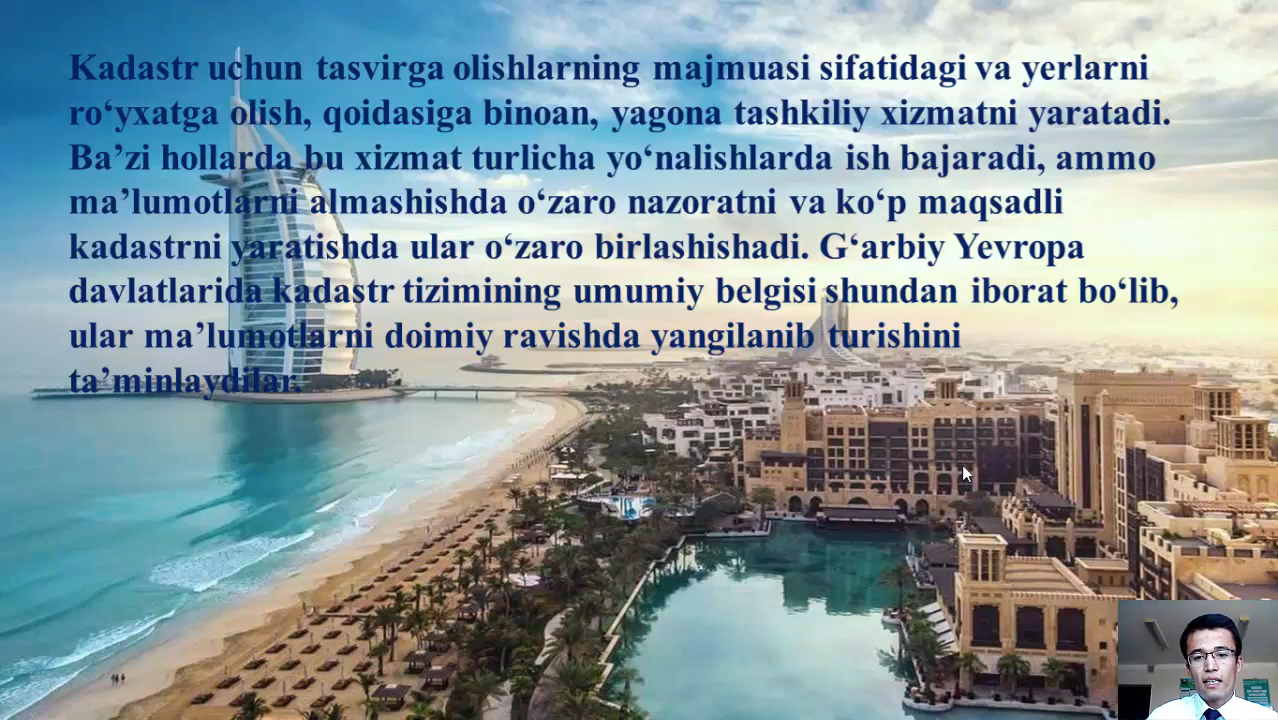 Kadastr uchun tasvirga olishlarning majmuasi sifatidagi va yerlarni
ro‘yxatga olish, qoidasiga binoan, yagona tashkiliy xizmatni yaratadi.
Ba’zi hollarda bu xizmat turlicha yo‘nalishlarda ish bajaradi, ammo
ma’lumotlarni almashishda o‘zaro nazoratni va ko‘p maqsadli
kadastrni yaratishda ular o‘zaro birlashishadi. G‘arbiy Yevropa
davlatlarida kadastr tizimining umumiy belgisi shundan iborat bo‘lib,
ular ma’lumotlarni doimiy ravishda yangilanib turishini
ta’minlaydilar.